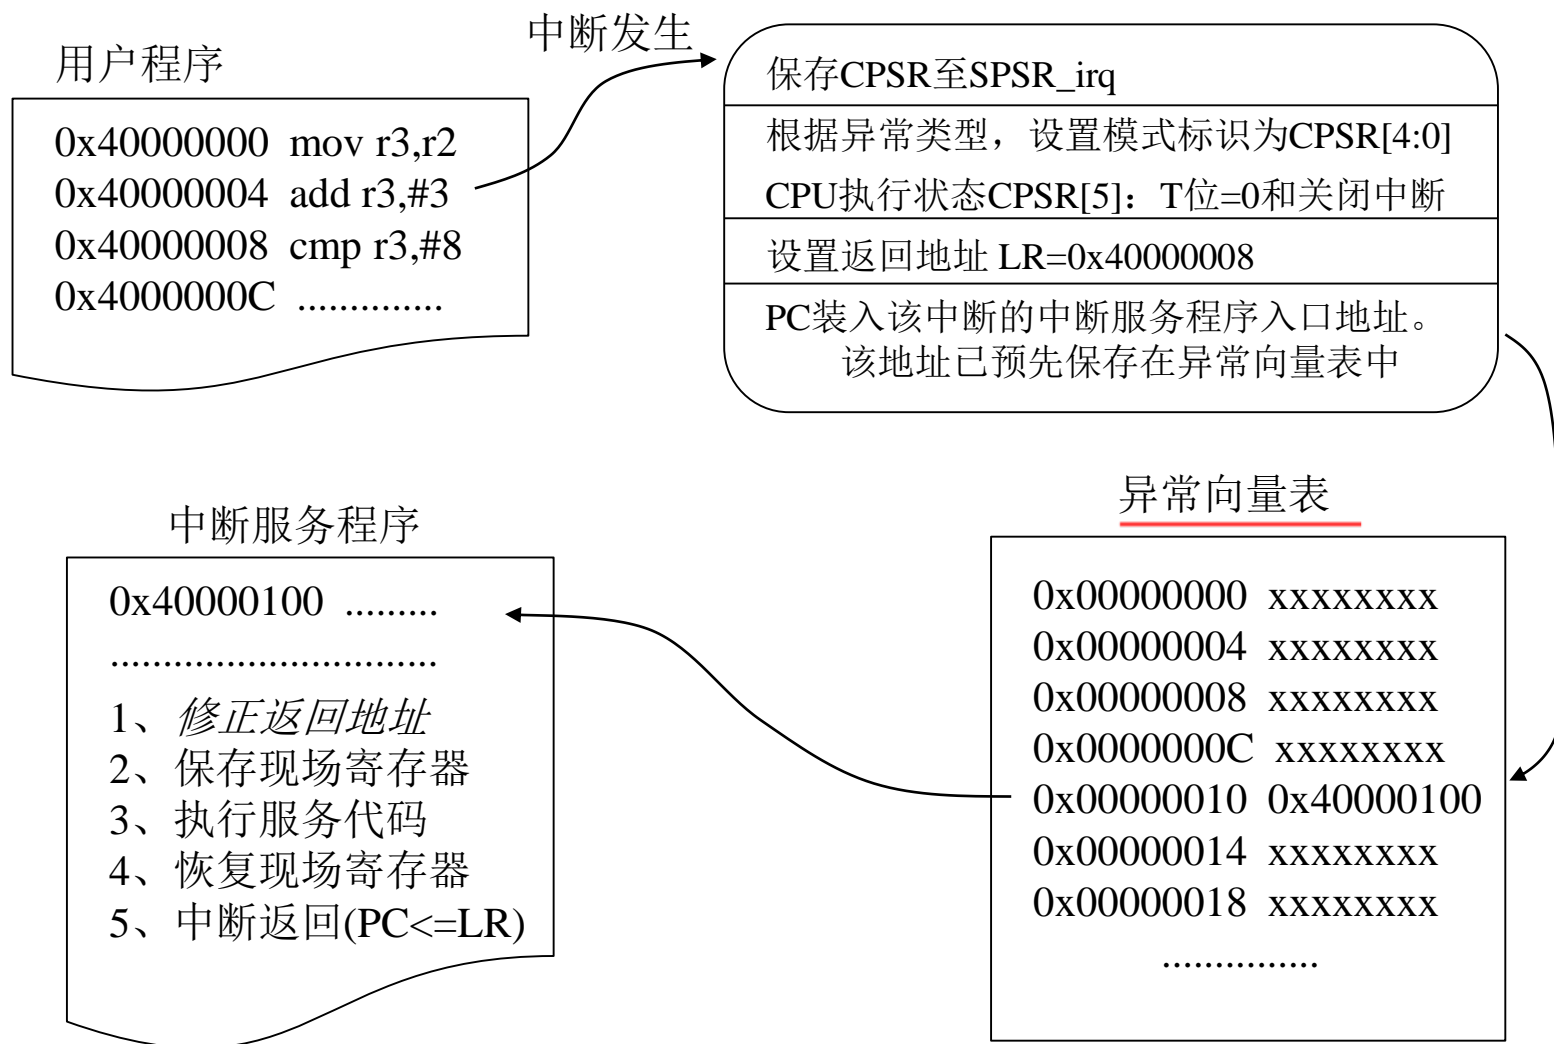 用户程序
0x40000000 mov r3,r2
0x40000004 add r3,#3
0x40000008 cmp r3,#8
0x4000000C ..............
中断发生
保存CPSR至SPSR_irq
根据异常类型，设置模式标识为CPSR[4:0]
CPU执行状态CPSR[5]：T位=0和关闭中断
设置返回地址 LR=0x40000008
PC装入该中断的中断服务程序入口地址。
该地址已预先保存在异常向量表中
中断服务程序
0x40000100 .........
...............................
1、修正返回地址
2、保存现场寄存器
3、执行服务代码
4、恢复现场寄存器
5、中断返回(PC<=LR)
异常向量表
0x00000000 xxxxxxxx
0x00000004 xxxxxxxx
0x00000008 xxxxxxxx
0x0000000C xxxxxxxx
0x00000010 0x40000100
0x00000014 xxxxxxxx
0x00000018 xxxxxxxx
...............